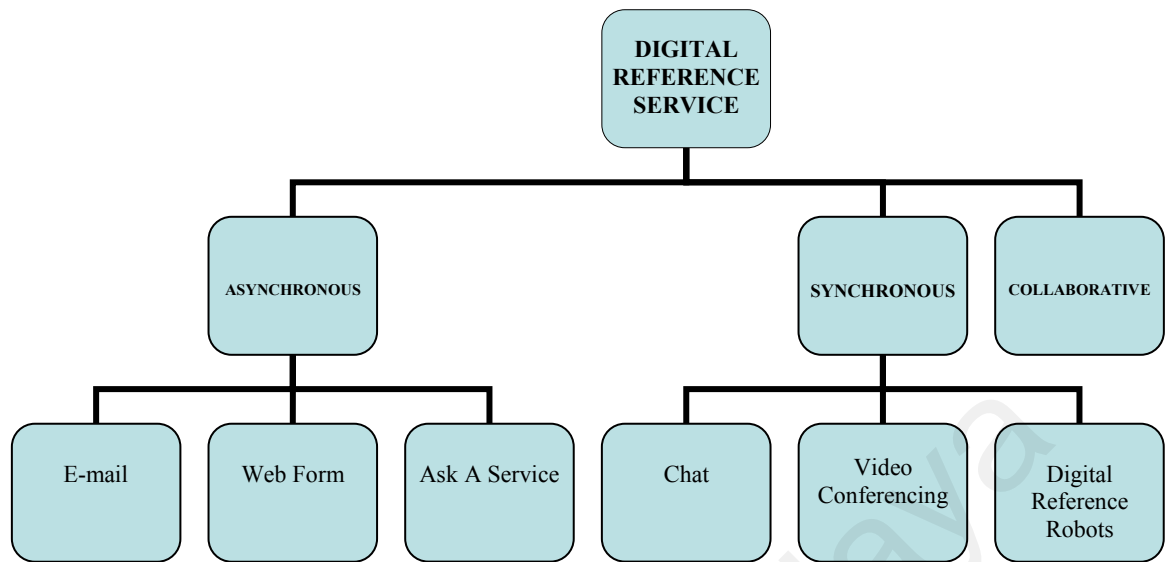 DIGITAL
REFERENCE
SERVICE
ASYNCHRONOUS
SYNCHRONOUS
COLLABORATIVE
E-mail
Web Form
Ask A Service
Chat
Video
Conferencing
Digital
Reference
Robots